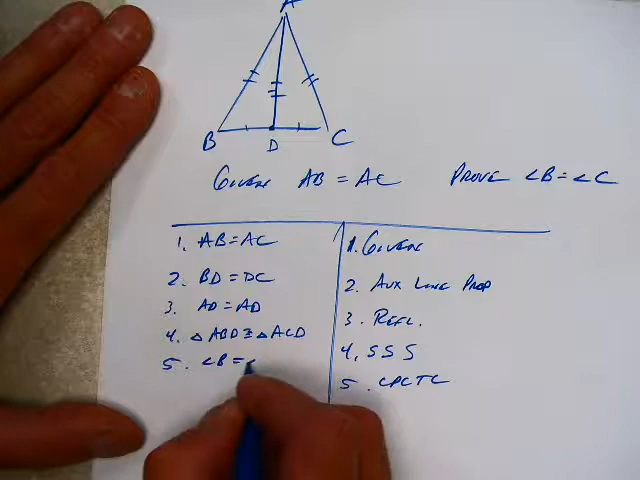 A
B
D
C
GIVEN AB = AC PROVE ∠B = ∠C
1. AB = AC 1. GIVEN
2. BD = DC 2. AUX LINE PROP
3. AD = AD 3. REFL.
4. △ABD ≅ △ACD 4. SSS
5. ∠B = 5. CPCTC